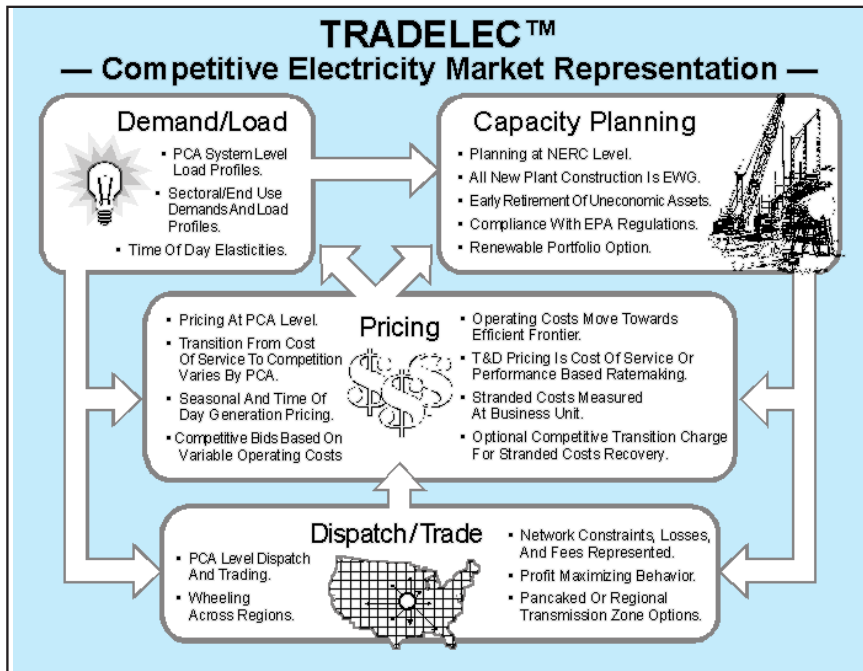 TRADELEC™
— Competitive Electricity Market Representation —
Demand/Load
▪ PCA System Level
Load Profiles.
▪ Sectoral/End Use
Demands And Load
Profiles.
▪ Time Of Day Elasticities.
Capacity Planning
▪ Planning at NERC Level.
▪ All New Plant Construction Is EWG.
▪ Early Retirement Of Uneconomic Assets.
▪ Compliance With EPA Regulations.
▪ Renewable Portfolio Option.
Pricing
▪ Pricing At PCA Level.
▪ Transition From Cost
Of Service To Competition
Varies By PCA.
▪ Seasonal And Time Of
Day Generation Pricing.
▪ Competitive Bids Based On
Variable Operating Costs
$$$
▪ Operating Costs Move Towards
Efficient Frontier.
▪ T&D Pricing Is Cost Of Service Or
Performance Based Ratemaking.
▪ Stranded Costs Measured
At Business Unit.
▪ Optional Competitive Transition Charge
For Stranded Costs Recovery.
Dispatch/Trade
▪ PCA Level Dispatch
And Trading.
▪ Wheeling
Across Regions.
▪ Network Constraints, Losses,
And Fees Represented.
▪ Profit Maximizing Behavior.
▪ Pancaked Or Regional
Transmission Zone Options.